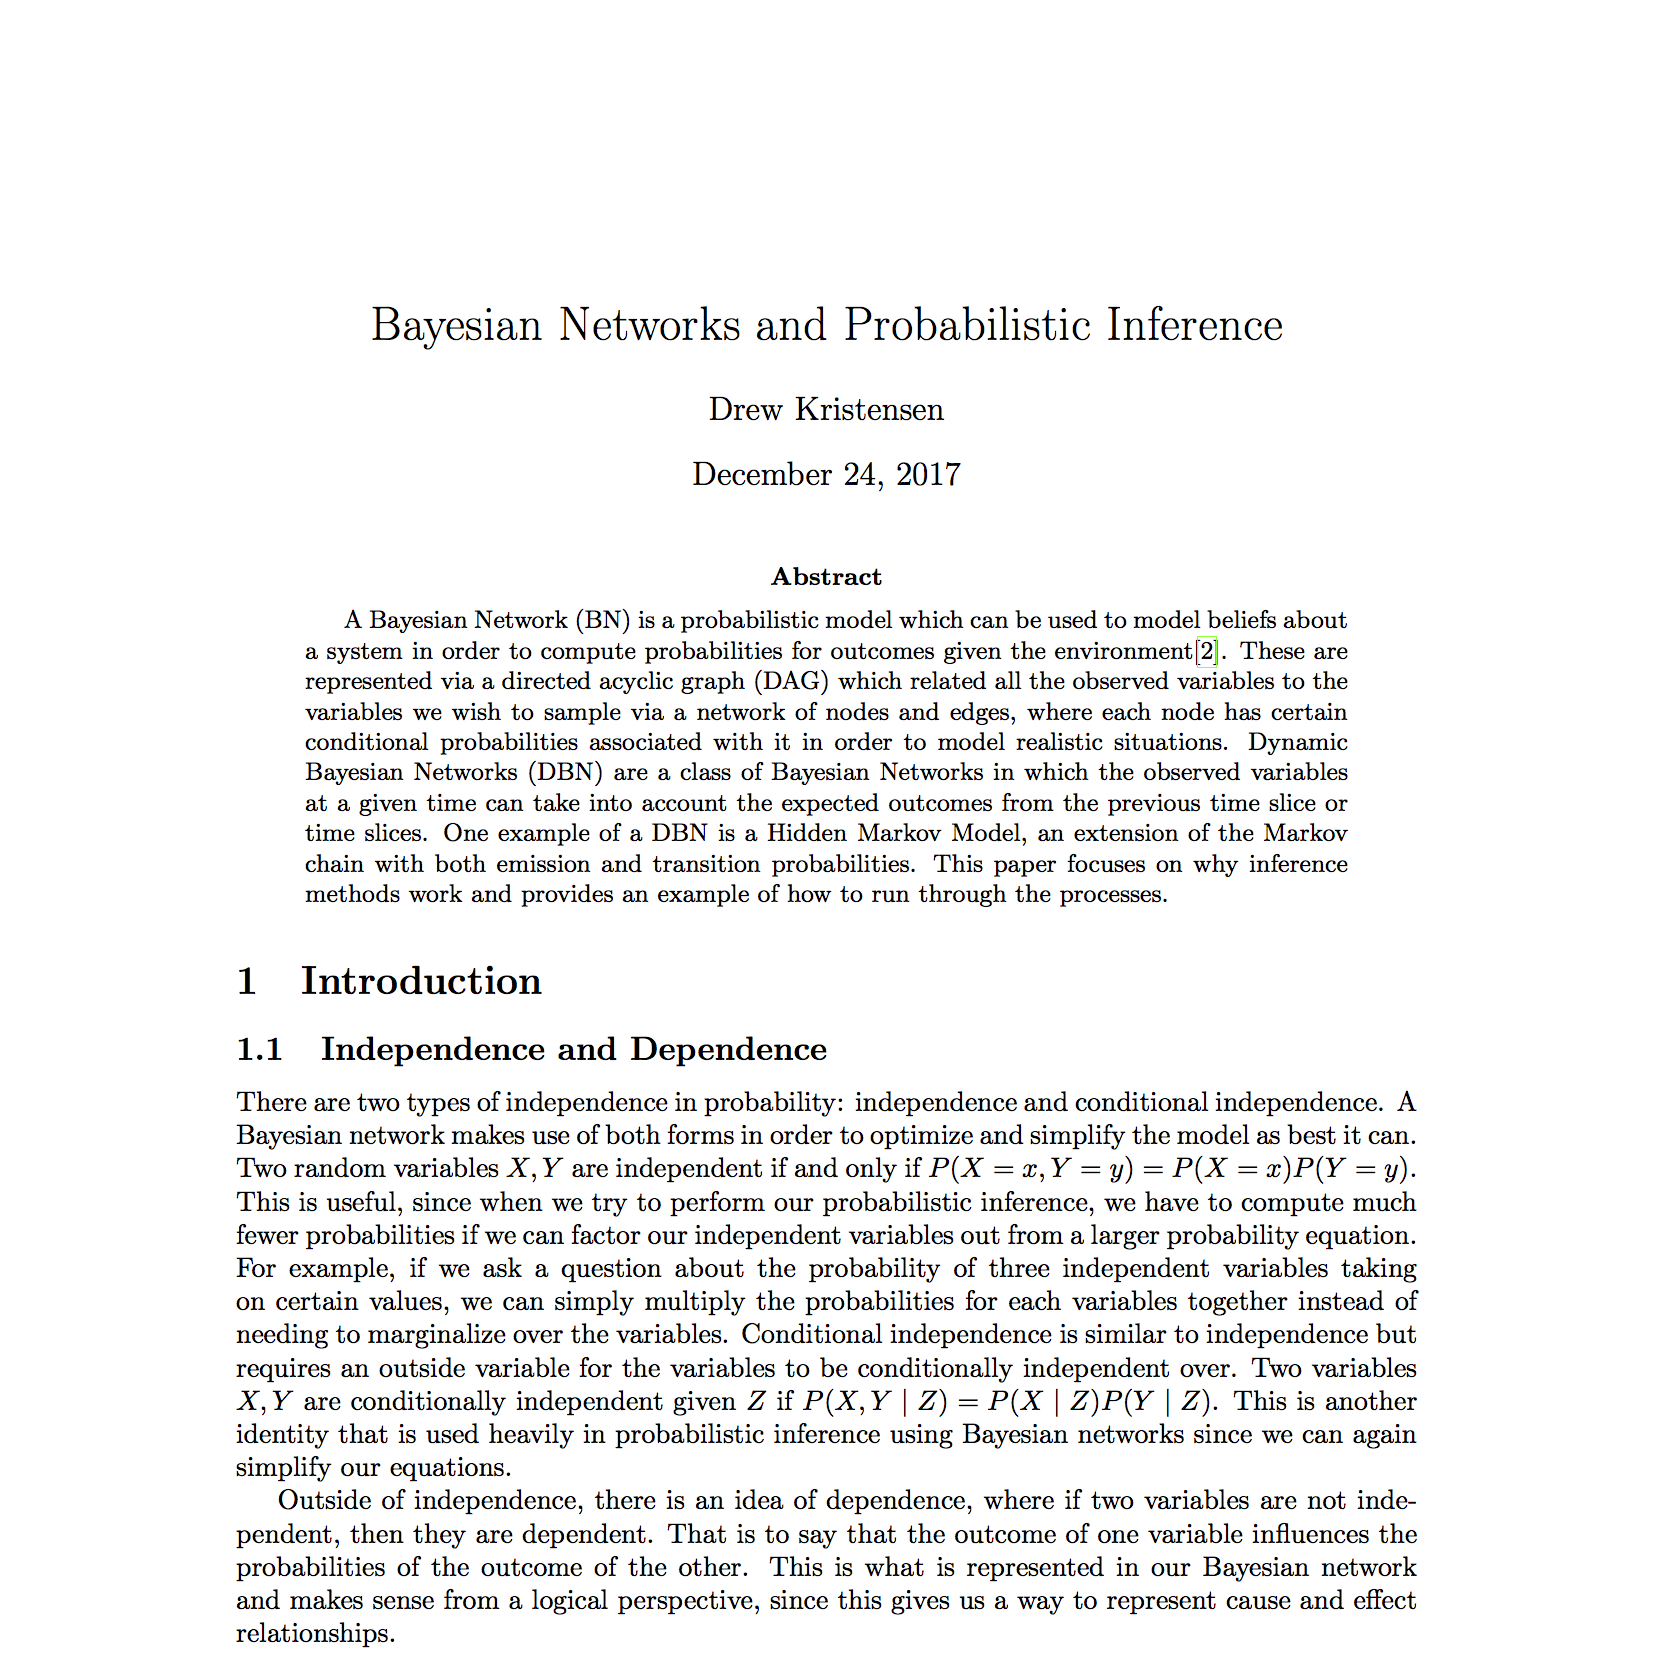 Bayesian Networks and Probabilistic Inference
Drew Kristensen
December 24, 2017
Abstract
A Bayesian Network (BN) is a probabilistic model which can be used to model beliefs about
a system in order to compute probabilities for outcomes given the environment[2]. These are
represented via a directed acyclic graph (DAG) which related all the observed variables to the
variables we wish to sample via a network of nodes and edges, where each node has certain
conditional probabilities associated with it in order to model realistic situations. Dynamic
Bayesian Networks (DBN) are a class of Bayesian Networks in which the observed variables
at a given time can take into account the expected outcomes from the previous time slice or
time slices. One example of a DBN is a Hidden Markov Model, an extension of the Markov
chain with both emission and transition probabilities. This paper focuses on why inference
methods work and provides an example of how to run through the processes.
1 Introduction
1.1 Independence and Dependence
There are two types of independence in probability: independence and conditional independence. A
Bayesian network makes use of both forms in order to optimize and simplify the model as best it can.
Two random variables X, Y are independent if and only if P(X = x, Y = y) = P(X = x)P(Y = y).
This is useful, since when we try to perform our probabilistic inference, we have to compute much
fewer probabilities if we can factor our independent variables out from a larger probability equation.
For example, if we ask a question about the probability of three independent variables taking
on certain values, we can simply multiply the probabilities for each variables together instead of
needing to marginalize over the variables. Conditional independence is similar to independence but
requires an outside variable for the variables to be conditionally independent over. Two variables
X, Y are conditionally independent given Z if P(X, Y | Z) = P(X | Z)P(Y | Z). This is another
identity that is used heavily in probabilistic inference using Bayesian networks since we can again
simplify our equations.
Outside of independence, there is an idea of dependence, where if two variables are not inde-
pendent, then they are dependent. That is to say that the outcome of one variable influences the
probabilities of the outcome of the other. This is what is represented in our Bayesian network
and makes sense from a logical perspective, since this gives us a way to represent cause and effect
relationships.